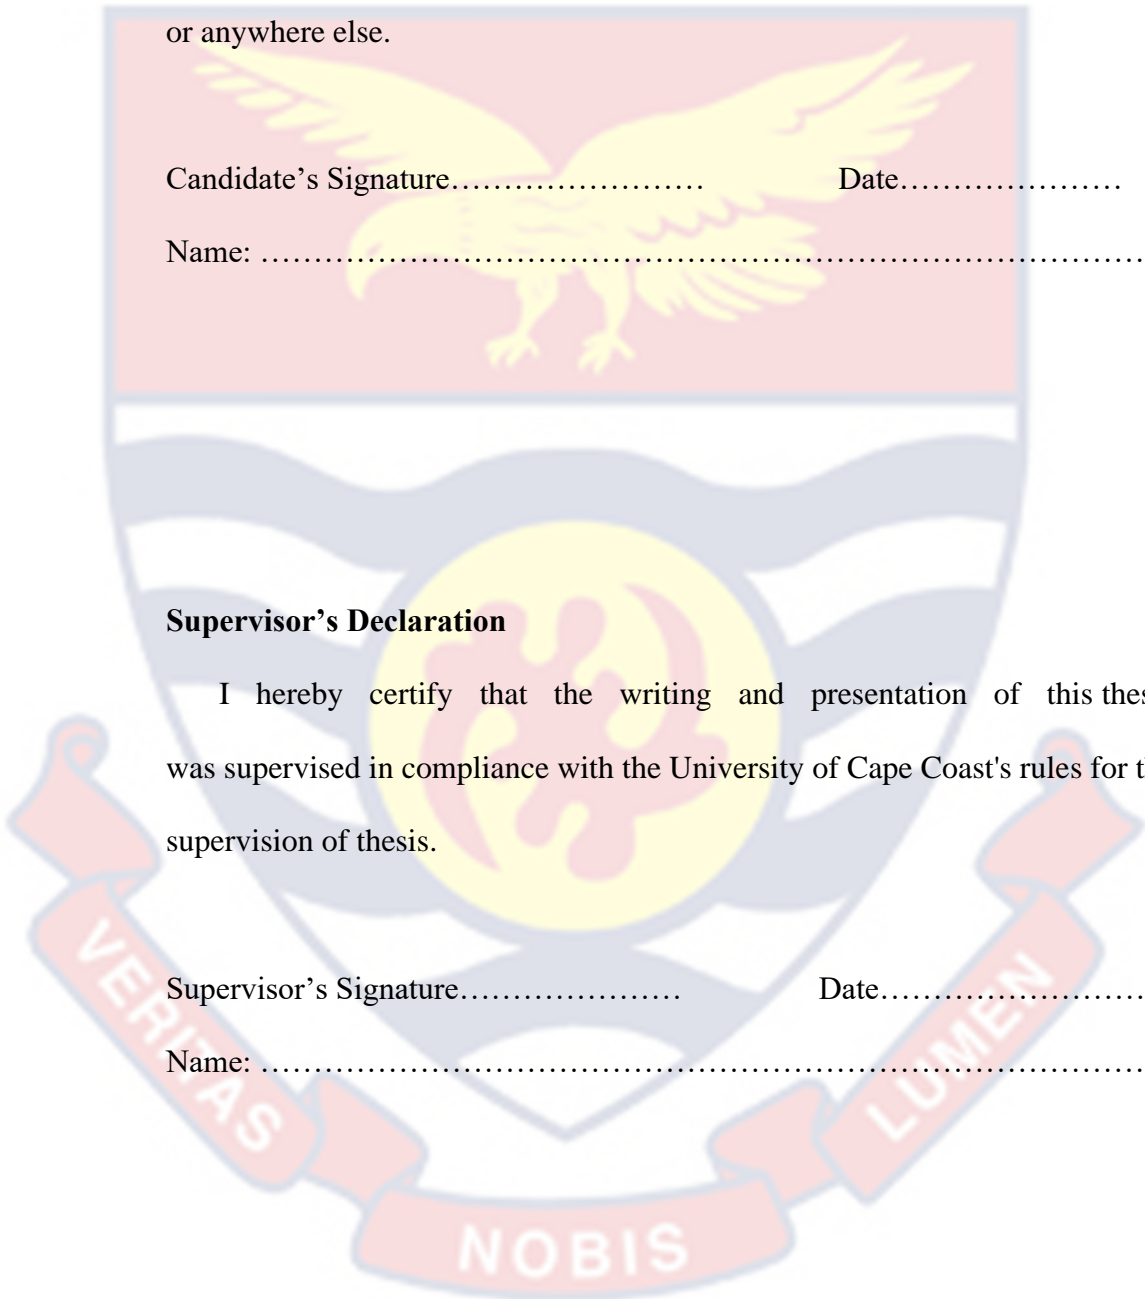 or anywhere else.
Candidate’s Signature…………………… Date…………………
Name: …………………………………………………………………………
Supervisor’s Declaration
I hereby certify that the writing and presentation of this
was supervised in compliance with the University of Cape Coast's rules for
supervision of thesis.
Supervisor’s Signature………………… Date……………………
Name: …………………………………………………………………………
VERITAS
NOBIS
LUMEN